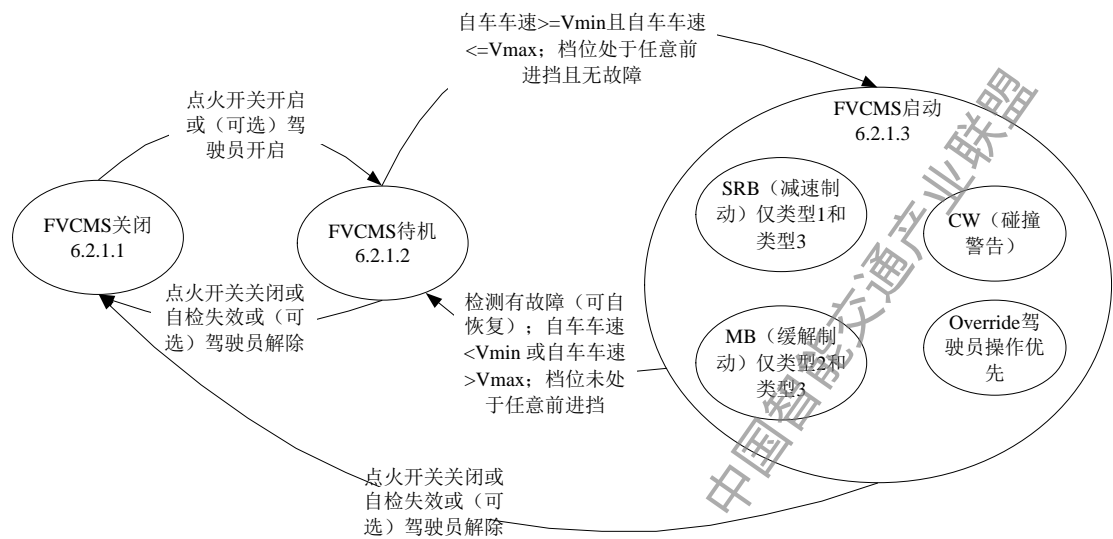 自车车速>=Vmin且自车车速
<=Vmax；档位处于任意前
进挡且无故障
点火开关开启
或（可选）驾
驶员开启
FVCMS关闭
6.2.1.1
FVCMS待机
6.2.1.2
FVCMS启动
6.2.1.3
SRB（减速制
动）仅类型1和
类型3
CW（碰撞
警告）
MB（缓解制
动）仅类型2和
类型3
Override驾
驶员操作优
先
点火开关关闭或
自检失效或（可
选）驾驶员解除
检测有故障（可自
恢复）；自车车速
<Vmin 或自车车速
>Vmax；档位未处
于任意前进挡
点火开关关闭或
自检失效或（可
选）驾驶员解除
中国智能交通产业联盟